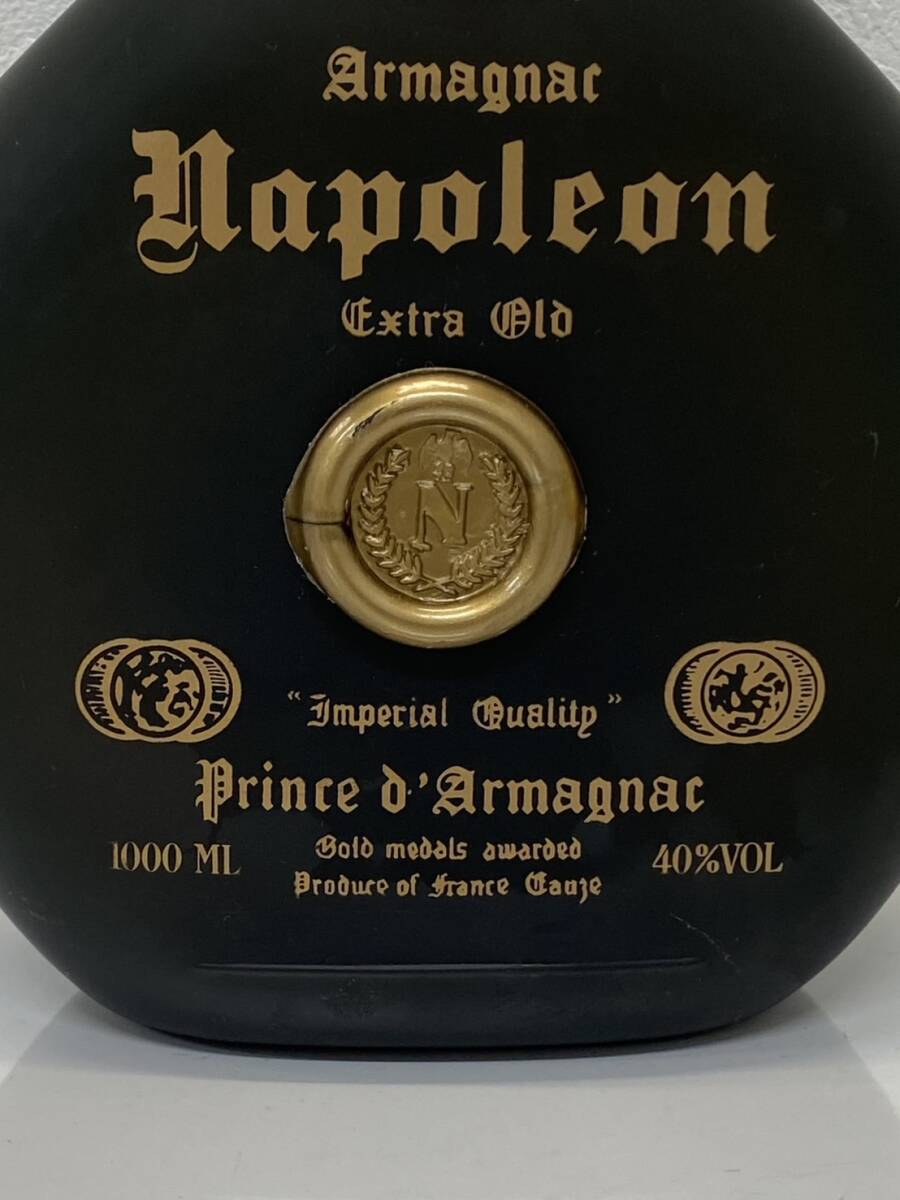 Armagnac
Napoleon
Extra Old
N
"Imperial Quality"
Prince d'Armagnac
1000 ML
Gold medals awarded
40%VOL
Produce of France Eauze